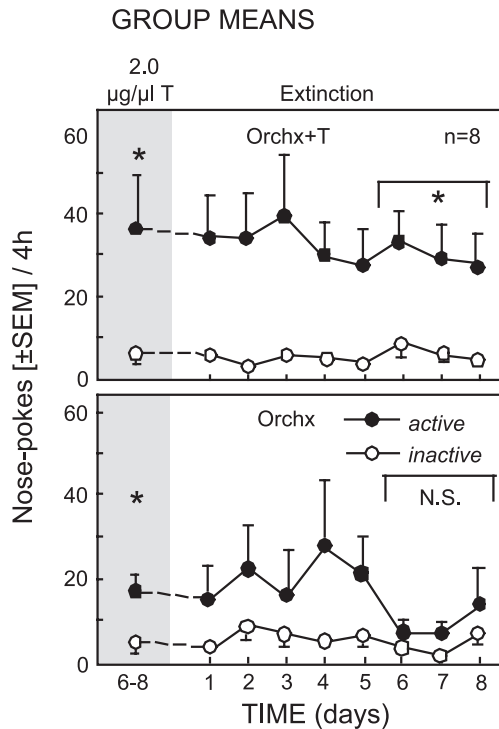 GROUP MEANS
2.0
µg/µl T
Extinction
60
40
20
0
*
Orchx+T
n=8
*
Nose-pokes [±SEM] / 4h
60
40
20
0
*
Orchx
active
inactive
N.S.
6-8 1 2 3 4 5 6 7 8
TIME (days)